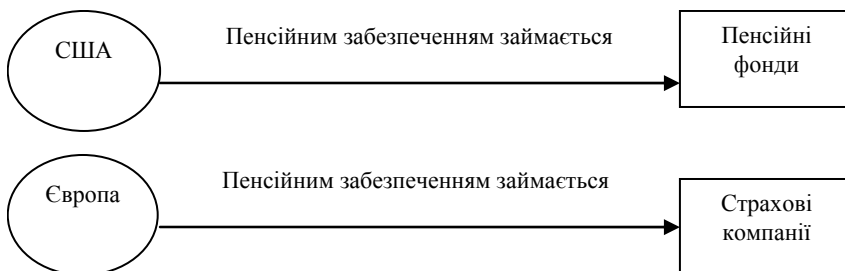 США
Пенсійним забезпеченням займається
Пенсійні
фонди
Європа
Пенсійним забезпеченням займається
Страхові
компанії